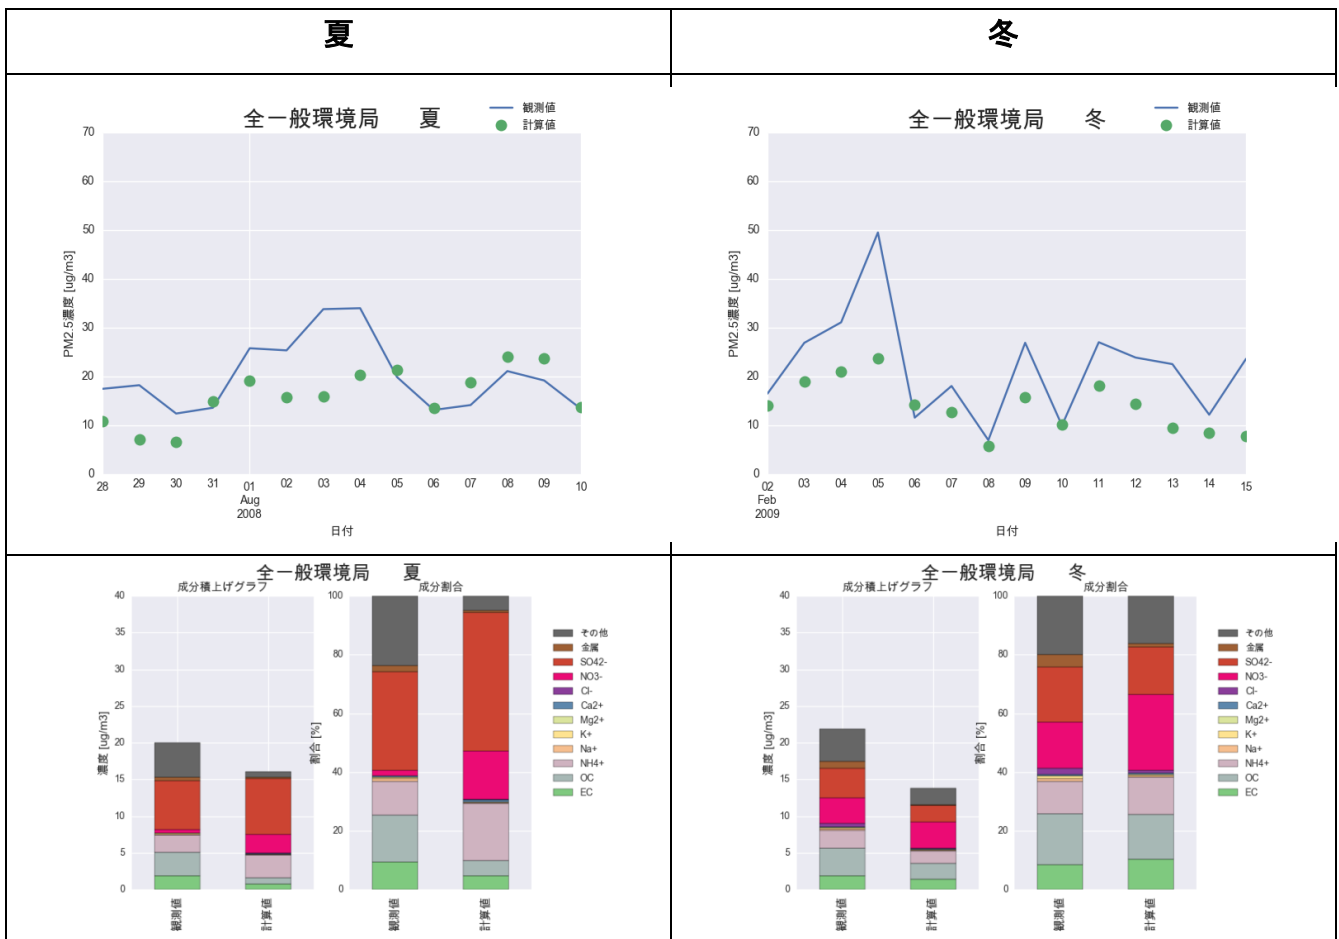 夏
冬
全一般環境局 夏
観測値
計算値
70
60
50
40
30
20
10
0
PM2.5濃度 [ug/m3]
28 29 30 31 01 02 03 04 05 06 07 08 09 10
Aug
2008
日付
全一般環境局 冬
観測値
計算値
70
60
50
40
30
20
10
0
PM2.5濃度 [ug/m3]
02 03 04 05 06 07 08 09 10 11 12 13 14 15
Feb
2009
日付
全一般環境局 夏
成分積上げグラフ
成分割合
40
35
30
25
20
15
10
5
0
濃度 [ug/m3]
観測値 計算値
100
80
60
40
20
0
割合 [%]
観測値 計算値
その他
金属
SO42-
NO3-
Cl-
Ca2+
Mg2+
K+
Na+
NH4+
OC
EC
全一般環境局 冬
成分積上げグラフ
成分割合
40
35
30
25
20
15
10
5
0
濃度 [ug/m3]
観測値 計算値
100
80
60
40
20
0
割合 [%]
観測値 計算値
その他
金属
SO42-
NO3-
Cl-
Ca2+
Mg2+
K+
Na+
NH4+
OC
EC